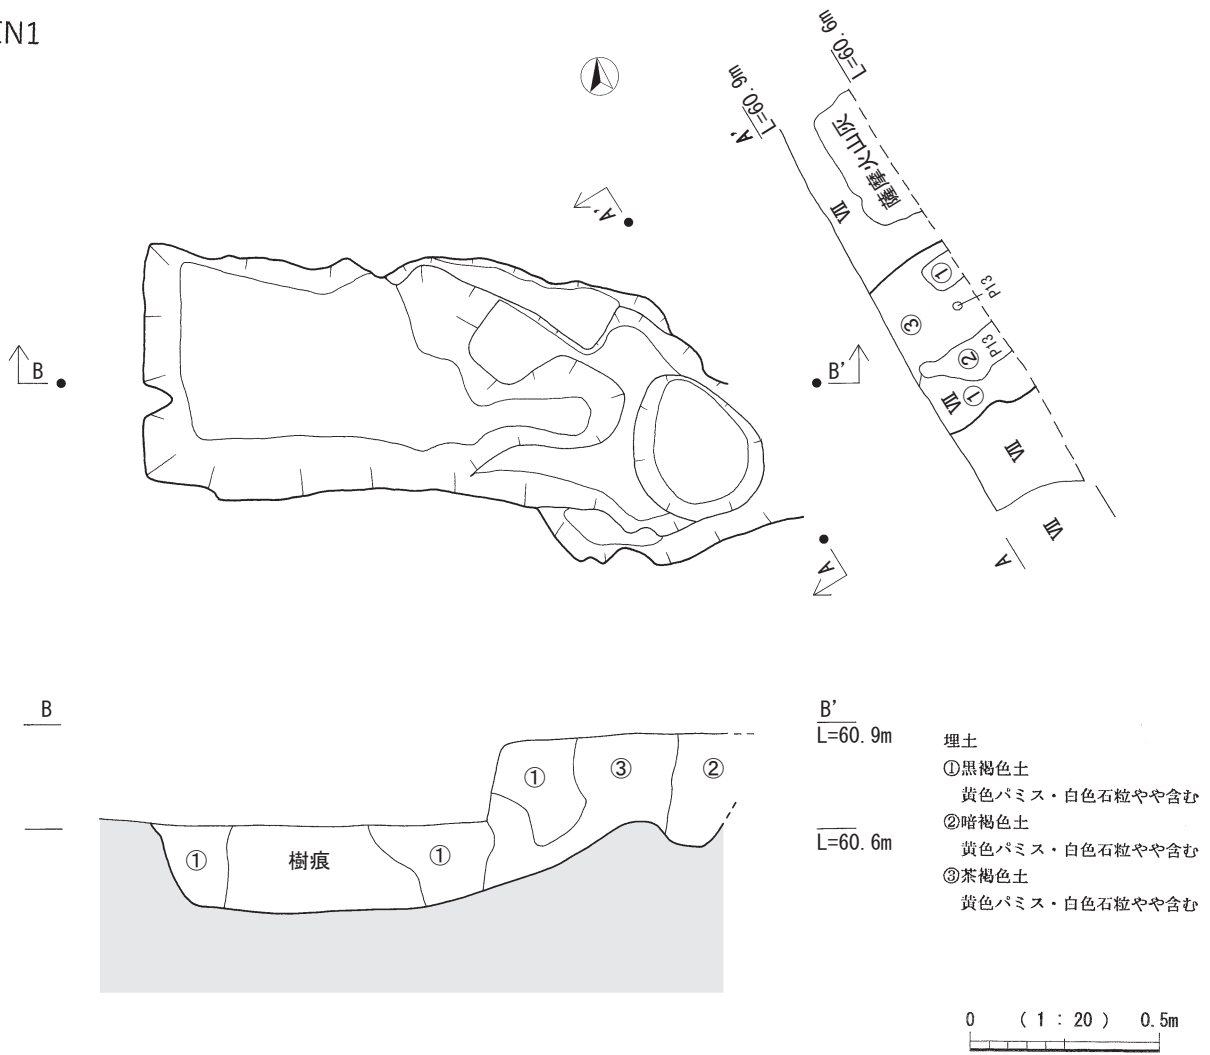 N1
L=60.6m
L=60.9m
A'
薩摩火山灰
Ⅶ
①
P13
③
②
P13
①
Ⅶ
Ⅶ
Ⅶ
A
A'
B
B'
A
B
B'
L=60.9m
①
③
②
①
樹痕
①
L=60.6m
埋土
①黒褐色土
黄色パミス・白色石粒やや含む
②暗褐色土
黄色パミス・白色石粒やや含む
③茶褐色土
黄色パミス・白色石粒やや含む
0 (1:20) 0.5m